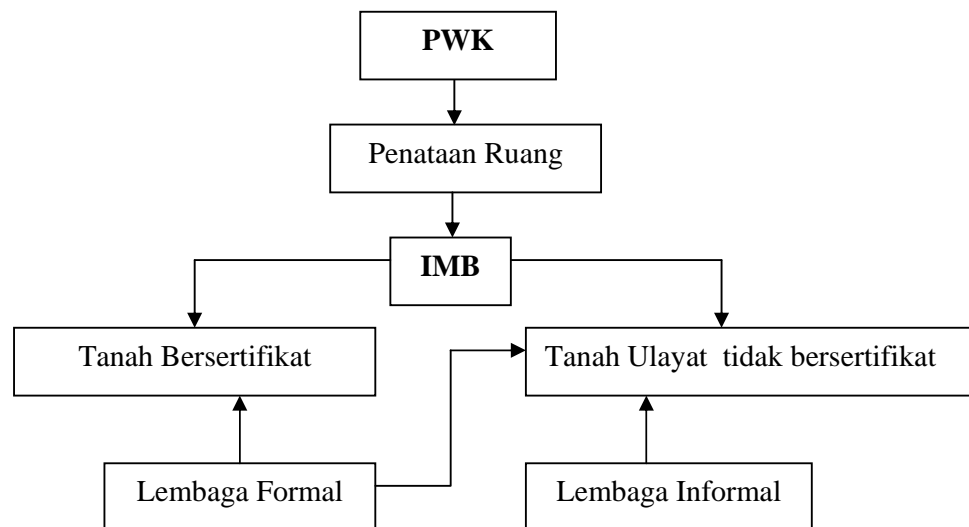 PWK
Penataan Ruang
IMB
Tanah Bersertifikat
Tanah Ulayat tidak bersertifikat
Lembaga Formal
Lembaga Informal